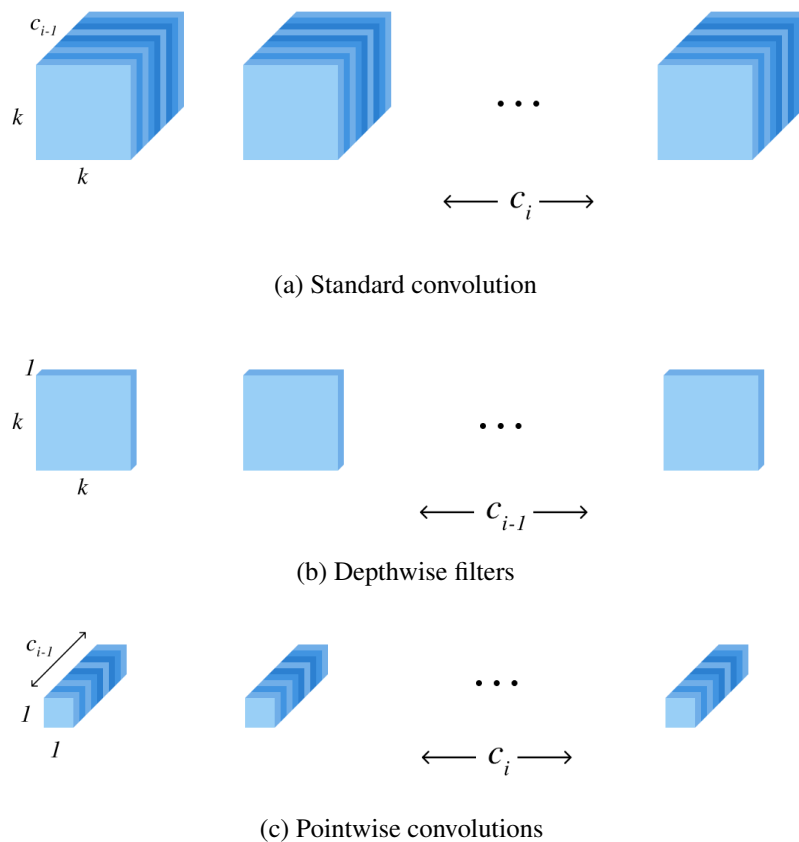 c_{i-1}
k
k
• • •
c_i
(a) Standard convolution
1
k
k
• • •
c_{i-1}
(b) Depthwise filters
c_{i-1}
1
1
• • •
c_i
(c) Pointwise convolutions